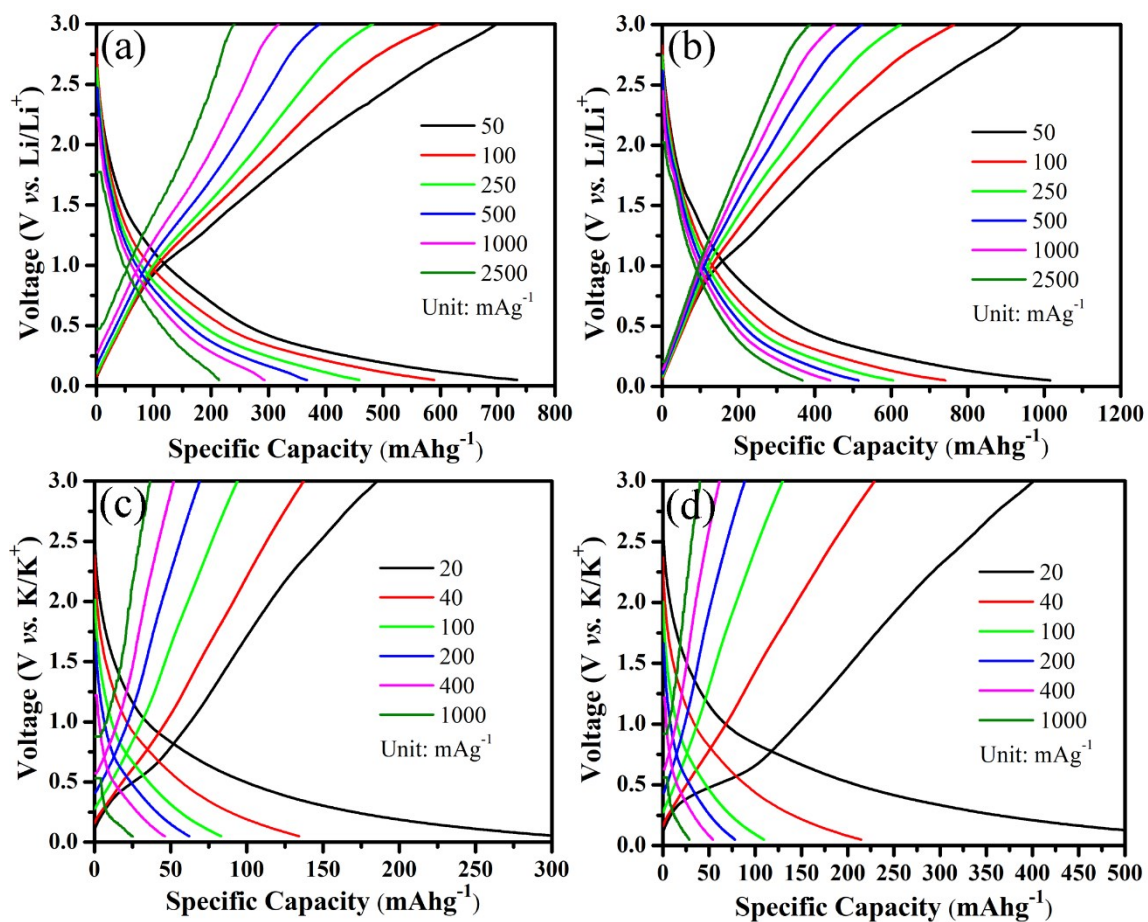 (a)
3.0
2.5
2.0
1.5
1.0
0.5
0.0
Voltage (V vs. Li/Li⁺)
50
100
250
500
1000
2500
Unit: mAg⁻¹
0 100 200 300 400 500 600 700 800
Specific Capacity (mAhg⁻¹)
(b)
3.0
2.5
2.0
1.5
1.0
0.5
0.0
Voltage (V vs. Li/Li⁺)
50
100
250
500
1000
2500
Unit: mAg⁻¹
0 200 400 600 800 1000 1200
Specific Capacity (mAhg⁻¹)
(c)
3.0
2.5
2.0
1.5
1.0
0.5
0.0
Voltage (V vs. K/K⁺)
20
40
100
200
400
1000
Unit: mAg⁻¹
0 50 100 150 200 250 300
Specific Capacity (mAhg⁻¹)
(d)
3.0
2.5
2.0
1.5
1.0
0.5
0.0
Voltage (V vs. K/K⁺)
20
40
100
200
400
1000
Unit: mAg⁻¹
0 50 100 150 200 250 300 350 400 450 500
Specific Capacity (mAhg⁻¹)